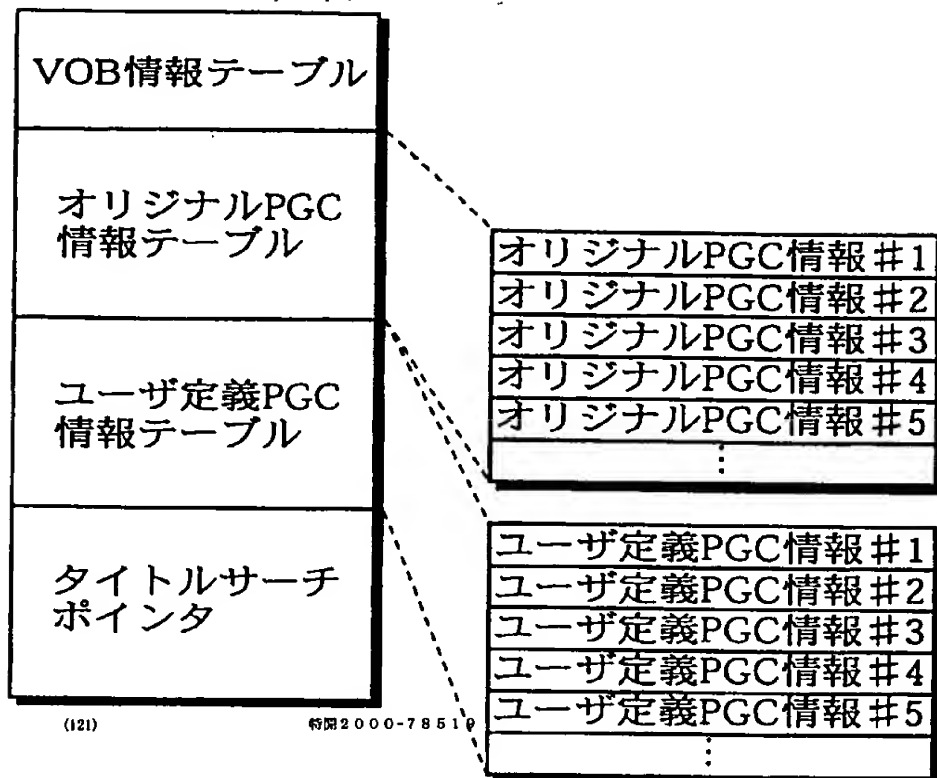 VOB情報テーブル
オリジナルPGC
情報テーブル
ユーザ定義PGC
情報テーブル
タイトルサーチ
ポインタ
オリジナルPGC情報#1
オリジナルPGC情報#2
オリジナルPGC情報#3
オリジナルPGC情報#4
オリジナルPGC情報#5
⋮
ユーザ定義PGC情報#1
ユーザ定義PGC情報#2
ユーザ定義PGC情報#3
ユーザ定義PGC情報#4
ユーザ定義PGC情報#5
⋮
(121)
特開2000-78519